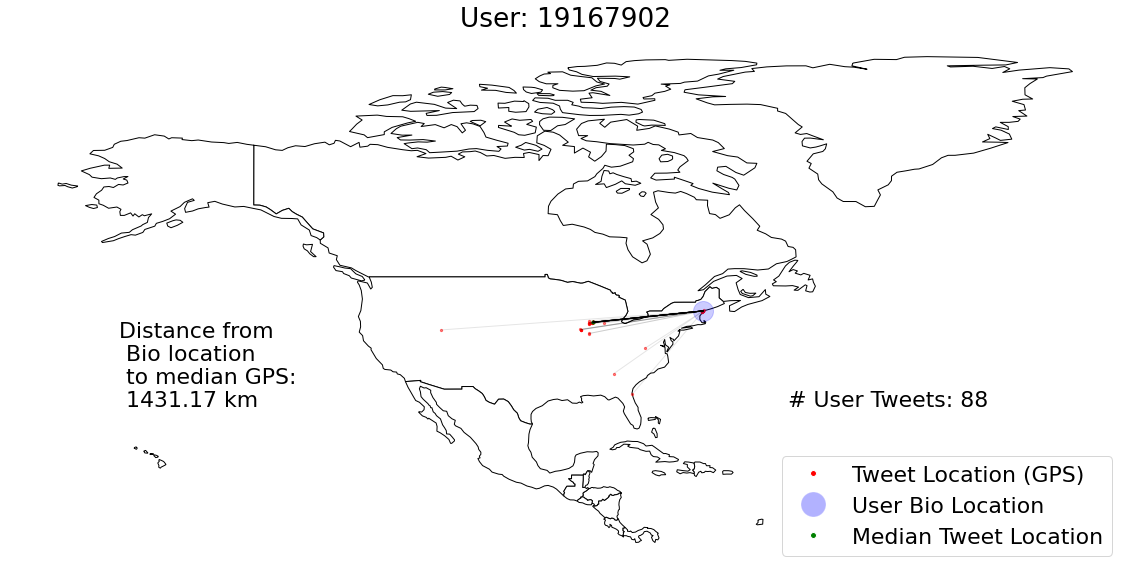 User: 19167902
Distance from
Bio location
to median GPS:
1431.17 km
# User Tweets: 88
Tweet Location (GPS)
User Bio Location
Median Tweet Location